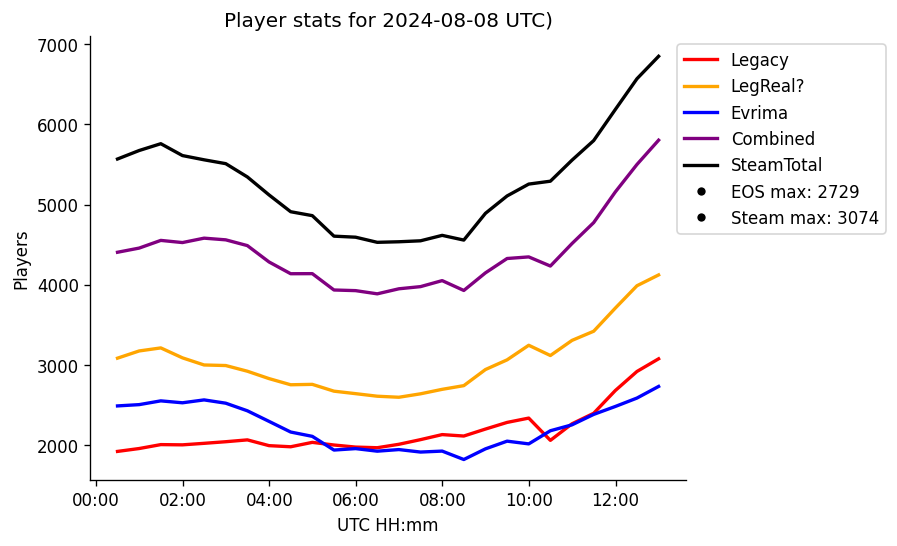 Player stats for 2024-08-08 UTC)
7000
6000
5000
4000
3000
2000
Players
00:00 02:00 04:00 06:00 08:00 10:00 12:00
UTC HH:mm
Legacy
LegReal?
Evrima
Combined
SteamTotal
EOS max: 2729
Steam max: 3074